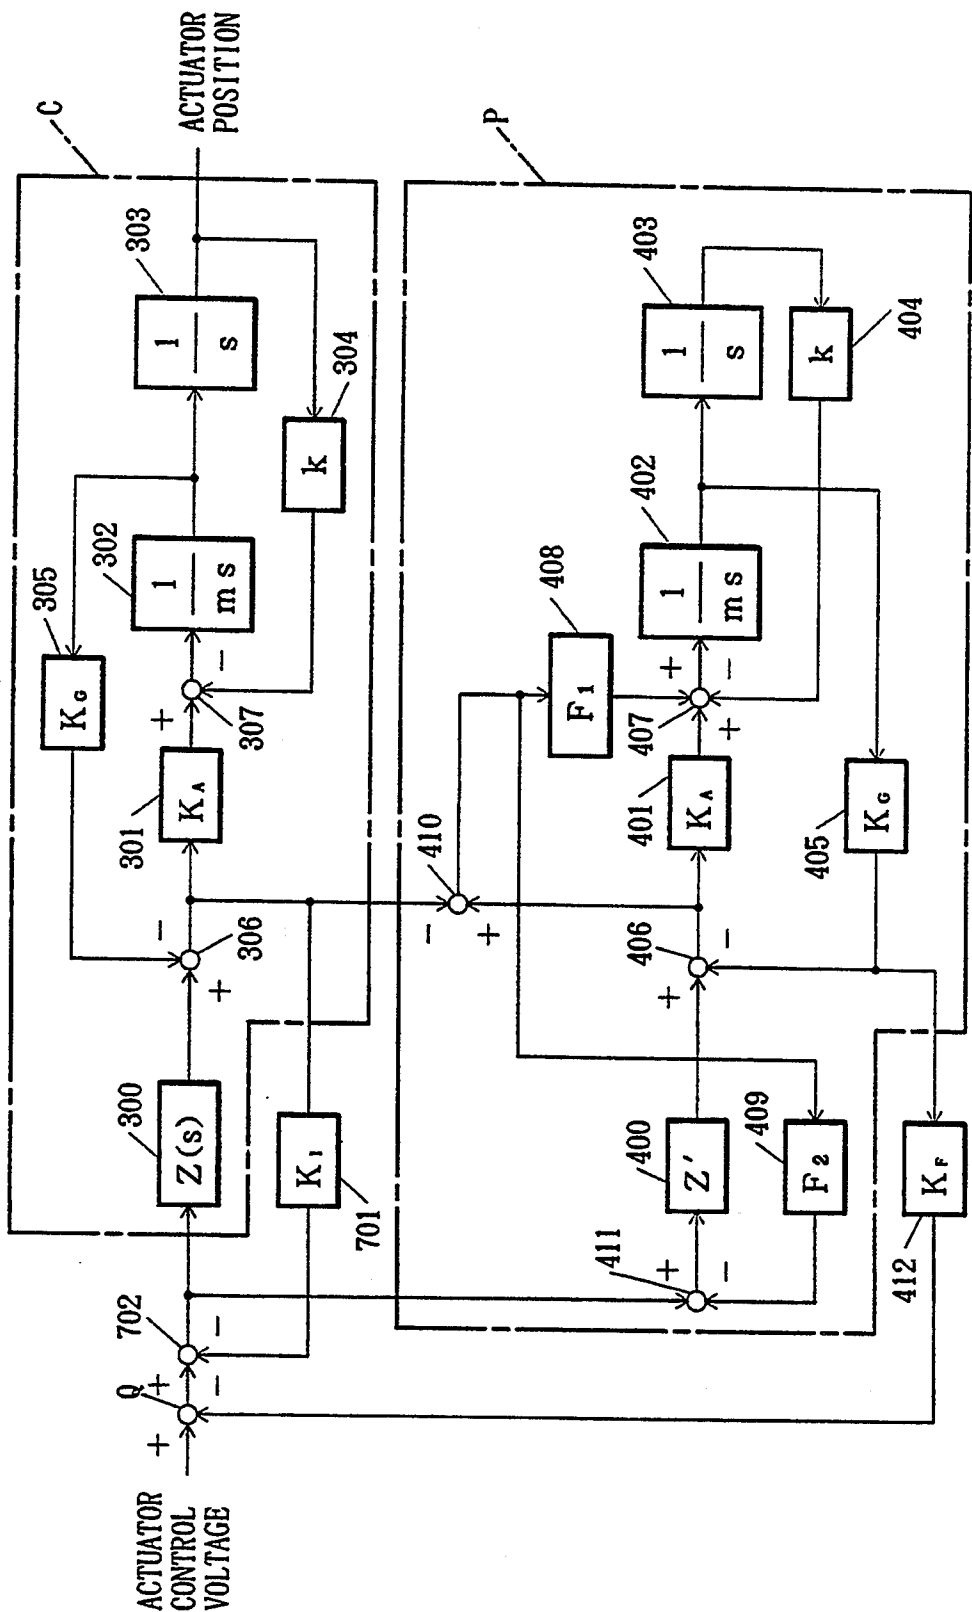 ACTUATOR
CONTROL
VOLTAGE
+
Q
−
+
702
−
300
Z(s)
K1
701
+
306
−
301
KA
+
307
−
305
KG
302
1
ms
303
1
s
304
k
C
ACTUATOR
POSITION
411
+
−
400
Z'
409
F2
412
KF
+
406
−
−
410
+
401
KA
405
KG
408
F1
407
+
+
−
402
1
ms
403
1
s
404
k
P